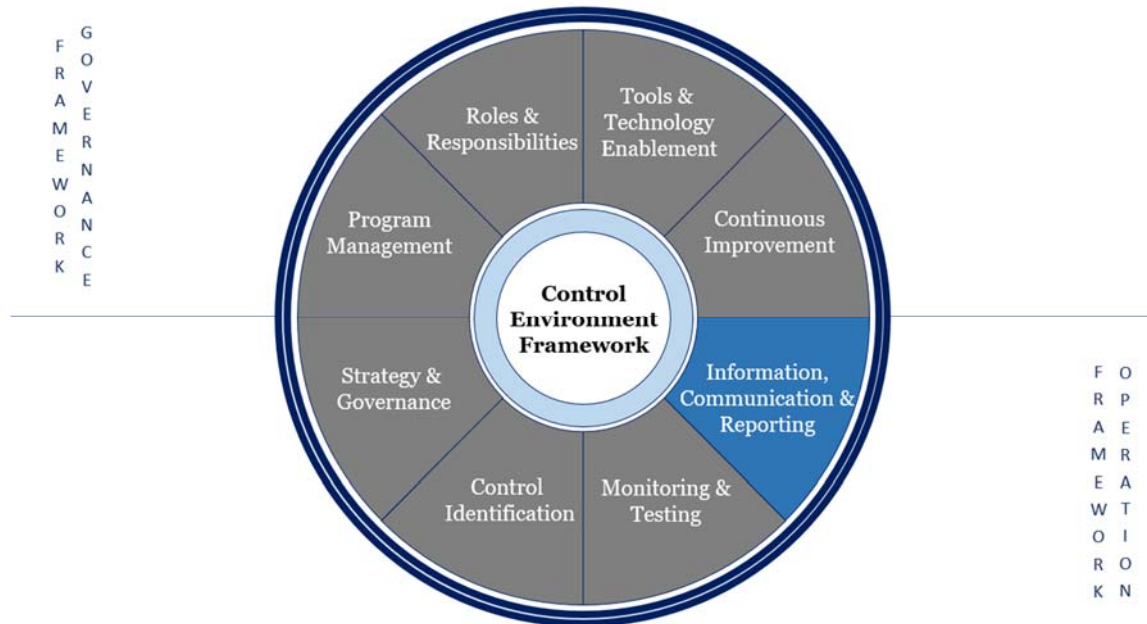 GOVERNANCE
FRAMEWORK
Roles &
Responsibilities
Tools &
Technology
Enablement
Program
Management
Continuous
Improvement
Control
Environment
Framework
Strategy &
Governance
Information,
Communication &
Reporting
Control
Identification
Monitoring &
Testing
OPERATION
FRAMEWORK